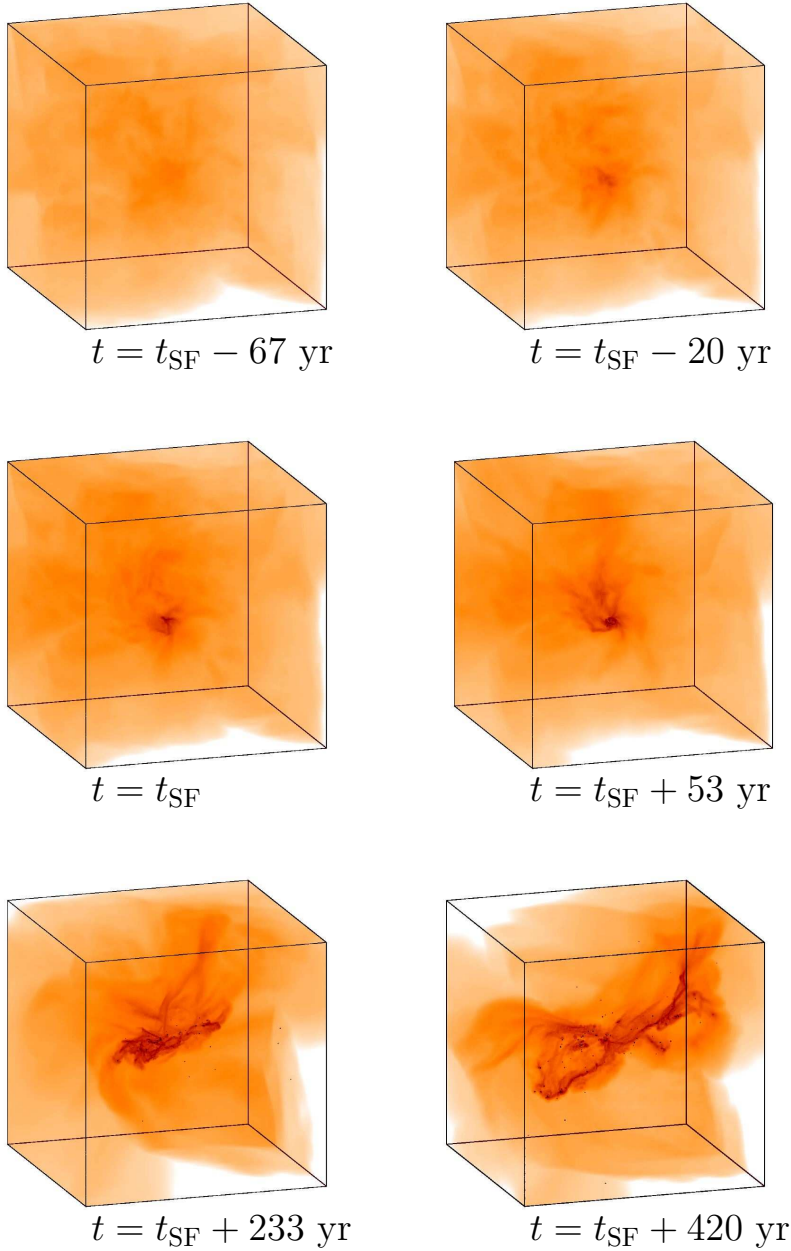 t = t_SF − 67 yr
t = t_SF − 20 yr
t = t_SF
t = t_SF + 53 yr
t = t_SF + 233 yr
t = t_SF + 420 yr